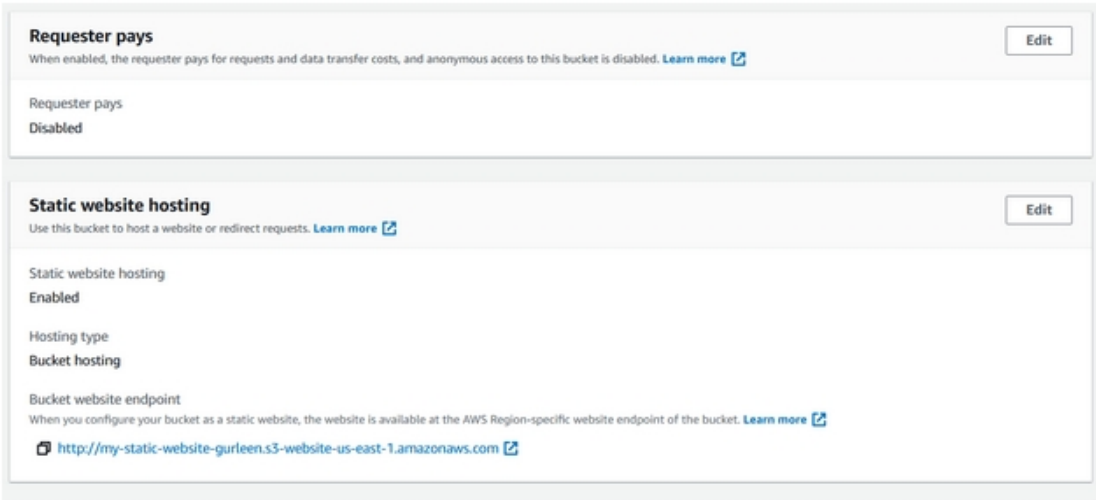 Requester pays
Edit
When enabled, the requester pays for requests and data transfer costs, and anonymous access to this bucket is disabled. Learn more
Requester pays
Disabled
Static website hosting
Edit
Use this bucket to host a website or redirect requests. Learn more
Static website hosting
Enabled
Hosting type
Bucket hosting
Bucket website endpoint
When you configure your bucket as a static website, the website is available at the AWS Region-specific website endpoint of the bucket. Learn more
http://my-static-website-gurleen.s3-website-us-east-1.amazonaws.com